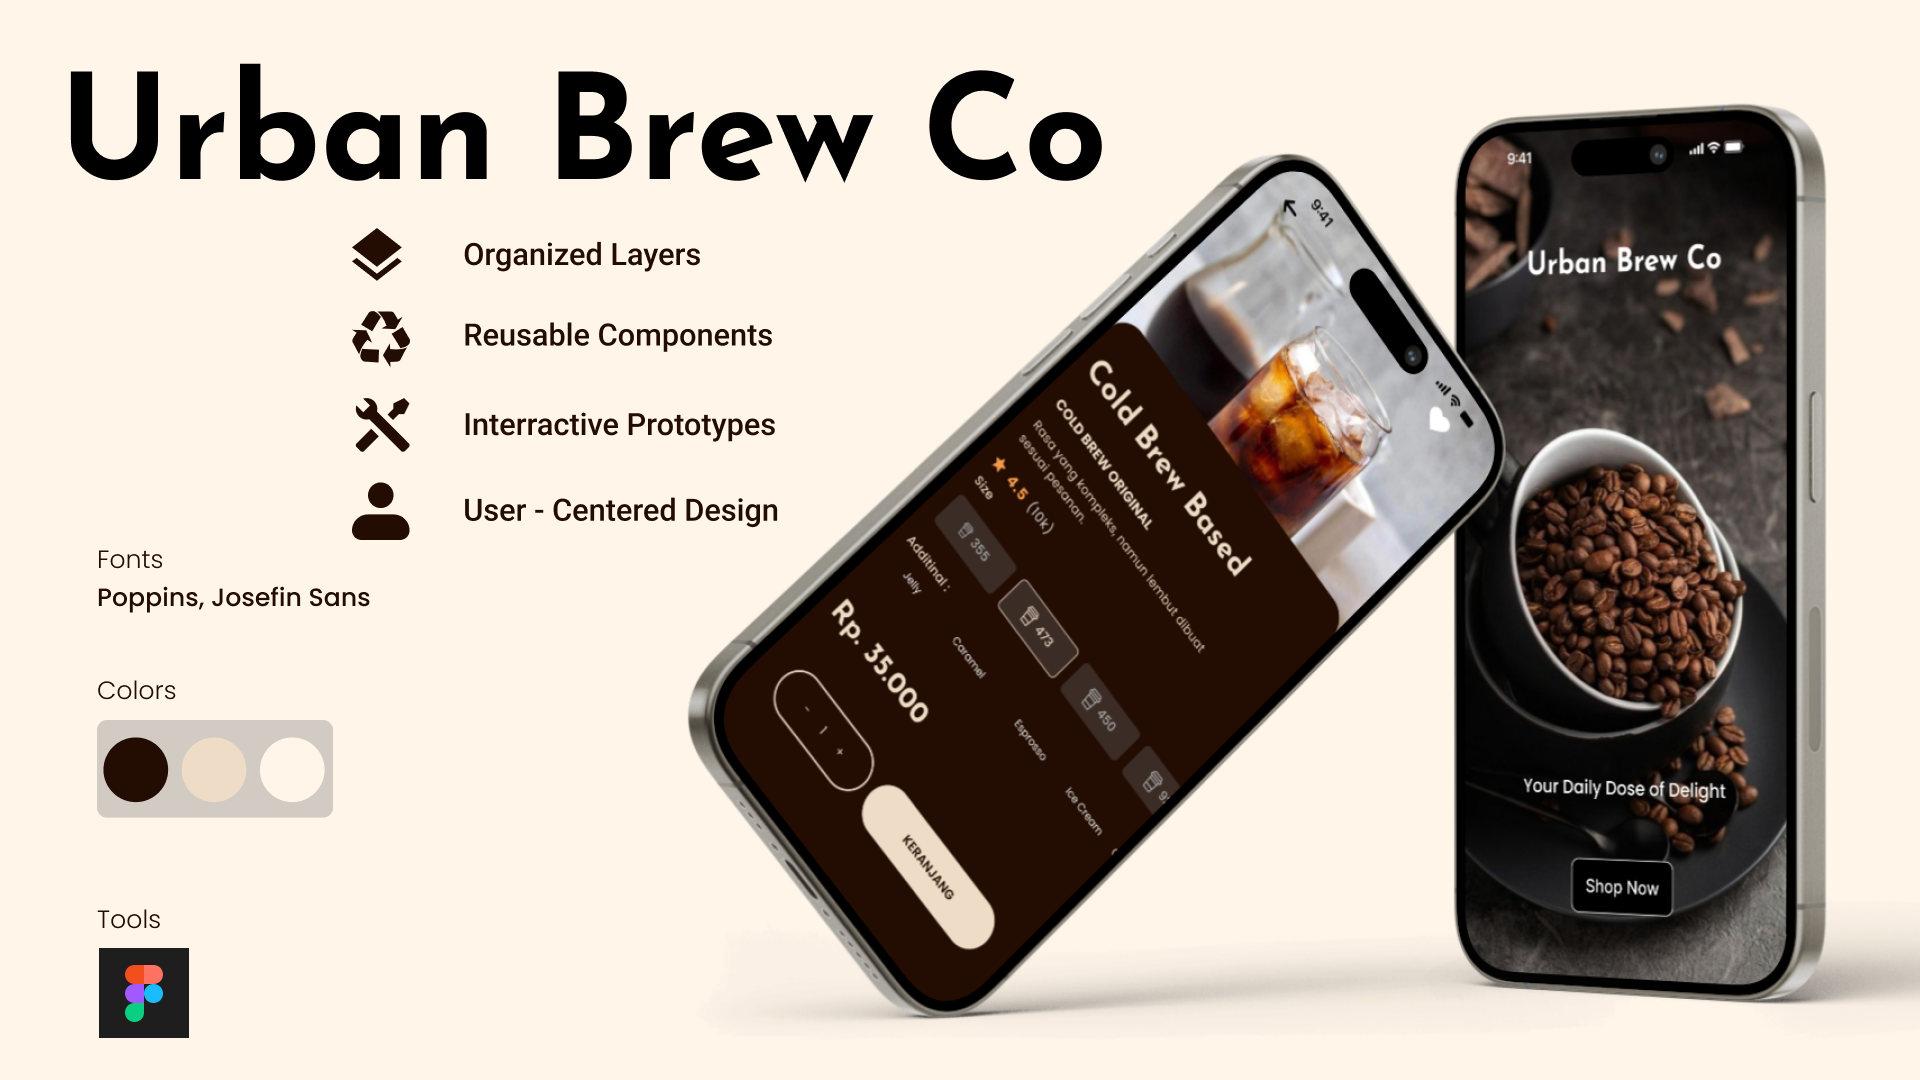 Urban Brew Co
Organized Layers
Reusable Components
Interractive Prototypes
User - Centered Design
Fonts
Poppins, Josefin Sans
Colors
Tools
9:41
Cold Brew Based
COLD BREW ORIGINAL
Rasa yang kompleks, namun lembut dibuat
sesuai pesanan.
4.5 (10k)
Size
355
473
450
Additinal :
Jelly
Caramel
Esprosso
Ice Cream
Rp. 35.000
- 1 +
KERANJANG
9:41
Urban Brew Co
Your Daily Dose of Delight
Shop Now